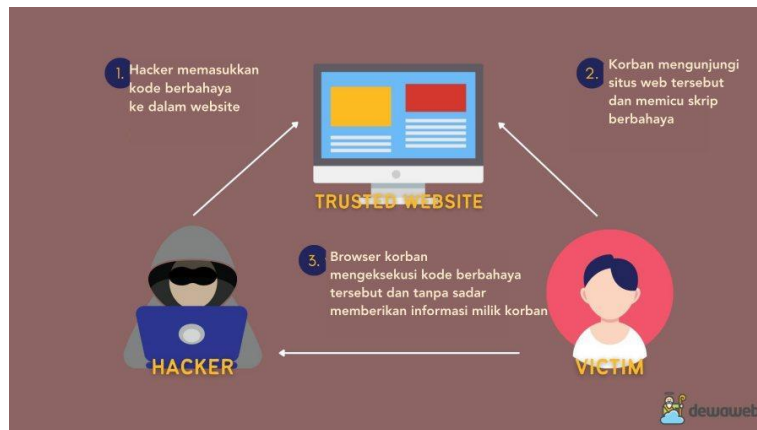 1. Hacker memasukkan
kode berbahaya
ke dalam website
2. Korban mengunjungi
situs web tersebut
dan memicu skrip
berbahaya
TRUSTED WEBSITE
3. Browser korban
mengeksekusi kode berbahaya
tersebut dan tanpa sadar
memberikan informasi milik korban
HACKER
VICTIM
dewaweb